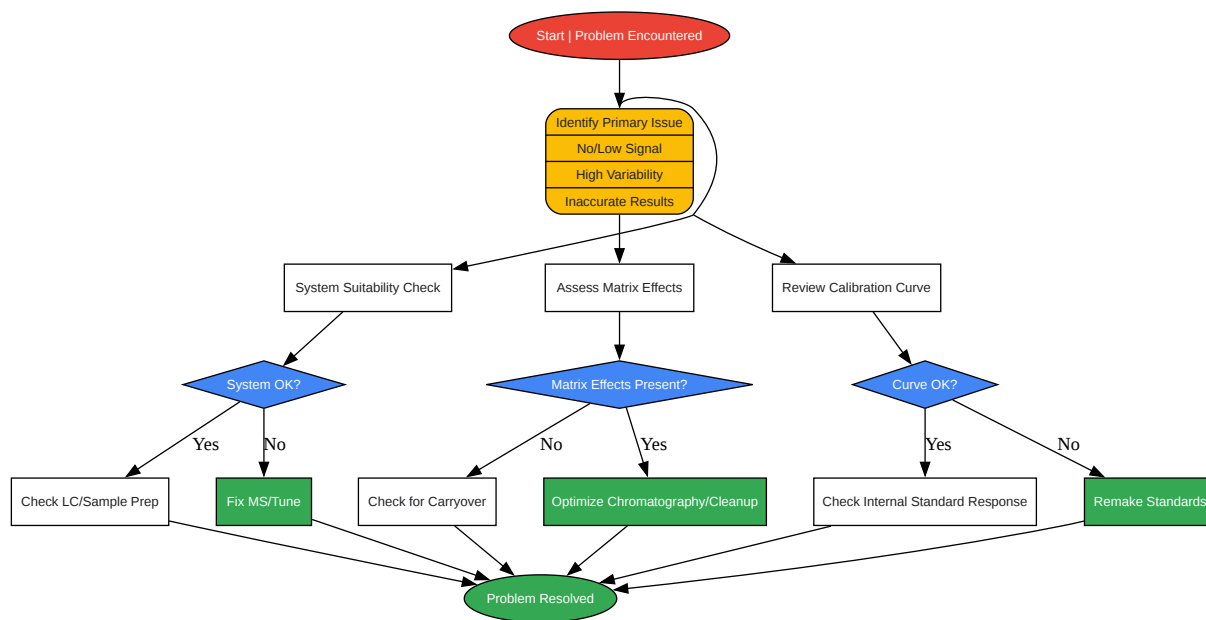 Start | Problem Encountered
Identify Primary Issue
No/Low Signal
High Variability
Inaccurate Results
System Suitability Check
Assess Matrix Effects
Review Calibration Curve
System OK?
Matrix Effects Present?
Curve OK?
Yes
No
No
Yes
Yes
No
Check LC/Sample Prep
Fix MS/Tune
Check for Carryover
Optimize Chromatography/Cleanup
Check Internal Standard Response
Remake Standards
Problem Resolved